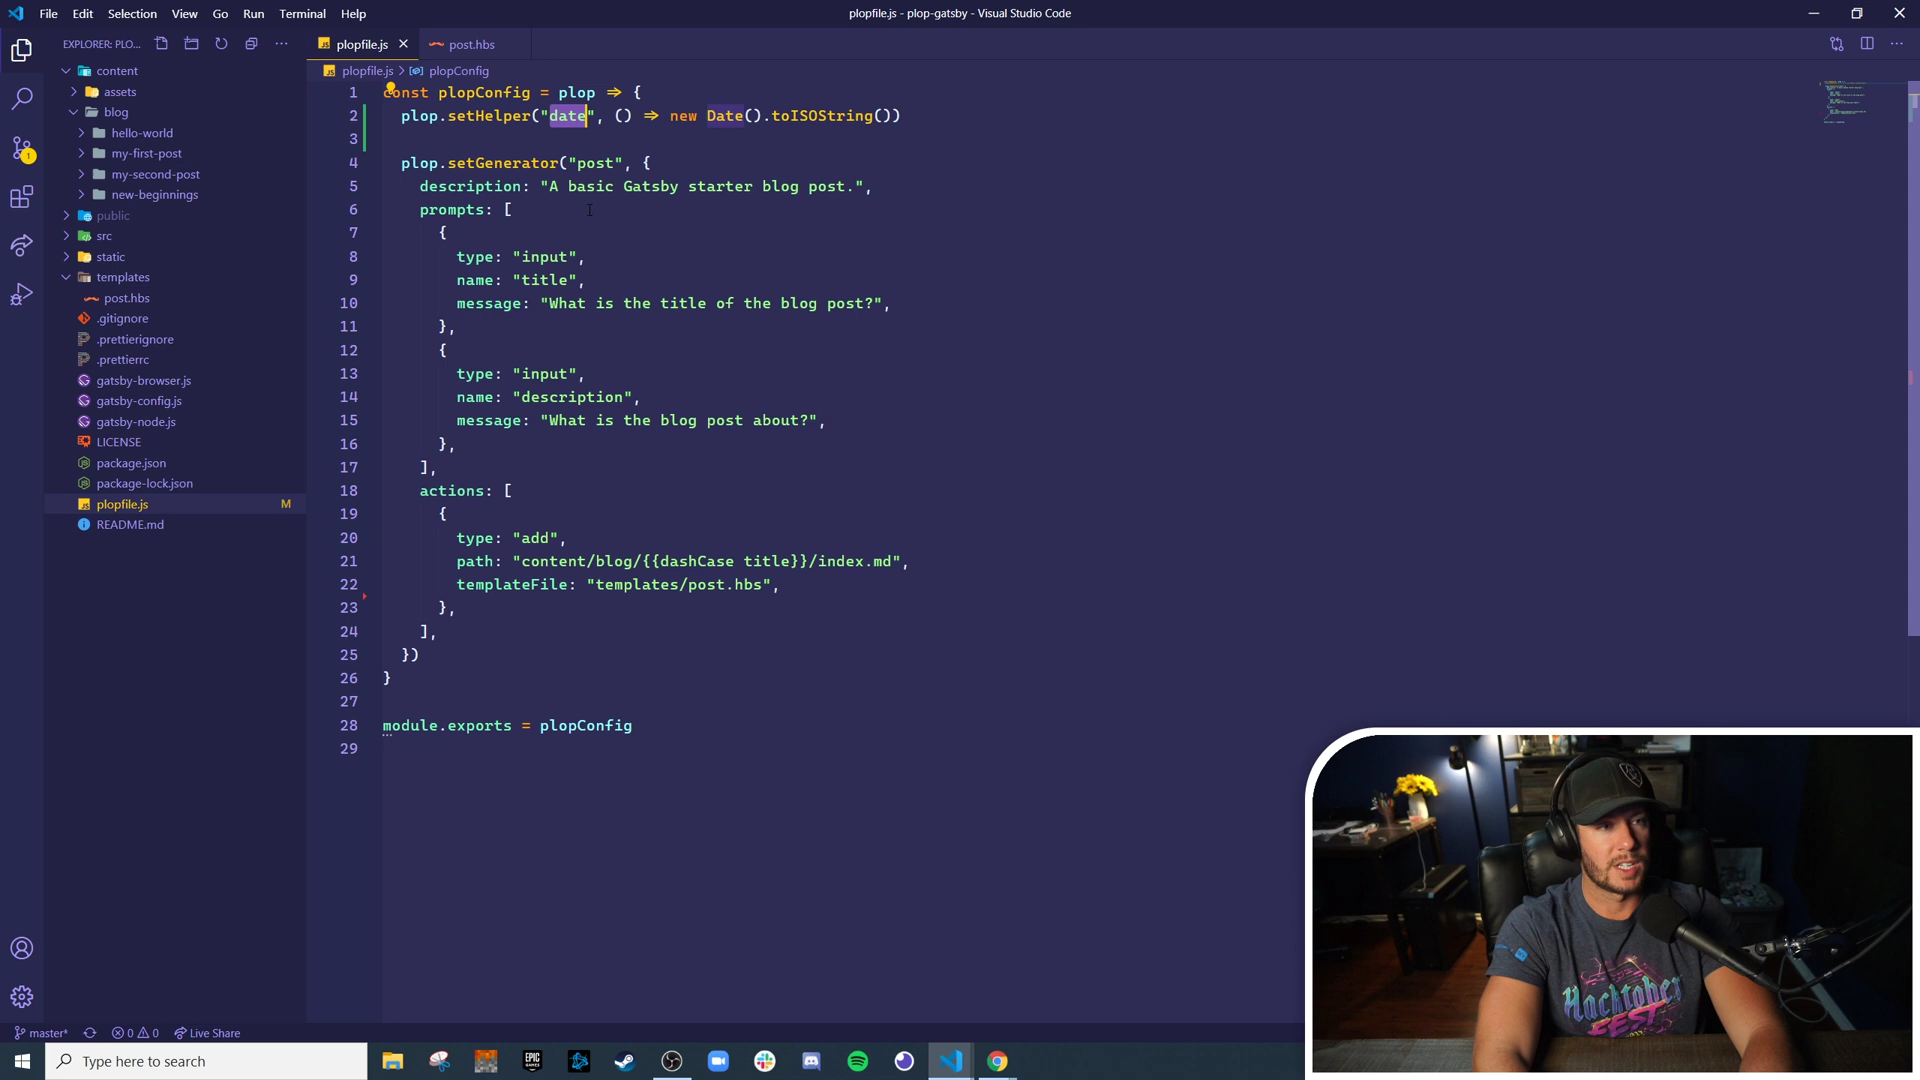 File Edit Selection View Go Run Terminal Help
plopfile.js - plop-gatsby - Visual Studio Code
EXPLORER: PLO...
content
assets
blog
hello-world
my-first-post
my-second-post
new-beginnings
public
src
static
templates
post.hbs
.gitignore
.prettierignore
.prettierrc
gatsby-browser.js
gatsby-config.js
gatsby-node.js
LICENSE
package.json
package-lock.json
plopfile.js M
README.md
plopfile.js post.hbs
plopfile.js > plopConfig
1 const plopConfig = plop => {
2 plop.setHelper("date", () => new Date().toISOString())
3
4 plop.setGenerator("post", {
5 description: "A basic Gatsby starter blog post.",
6 prompts: [
7 {
8 type: "input",
9 name: "title",
10 message: "What is the title of the blog post?",
11 },
12 {
13 type: "input",
14 name: "description",
15 message: "What is the blog post about?",
16 },
17 ],
18 actions: [
19 {
20 type: "add",
21 path: "content/blog/{{dashCase title}}/index.md",
22 templateFile: "templates/post.hbs",
23 },
24 ],
25 })
26 }
27
28 module.exports = plopConfig
29
1
Hacktober
FEST
master* 0 0 Live Share
Type here to search
EPIC
GAMES